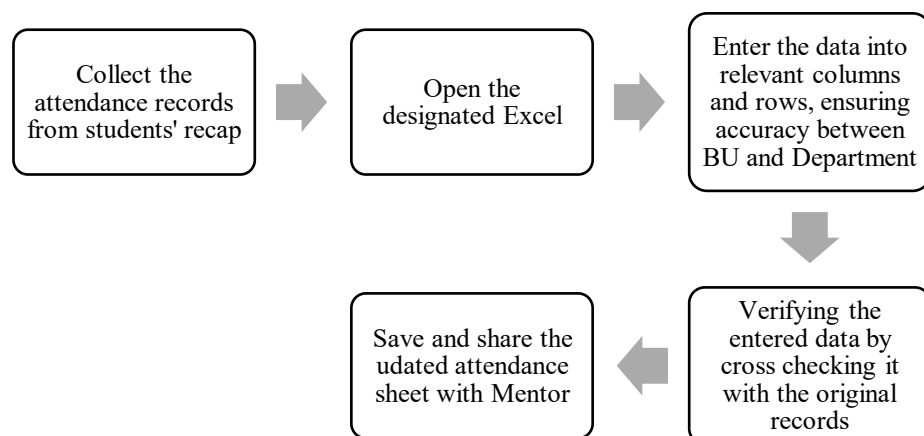 Collect the
attendance records
from students' recap
Open the
designated Excel
Enter the data into
relevant columns
and rows, ensuring
accuracy between
BU and Department
Verifying the
entered data by
cross checking it
with the original
records
Save and share the
udated attendance
sheet with Mentor